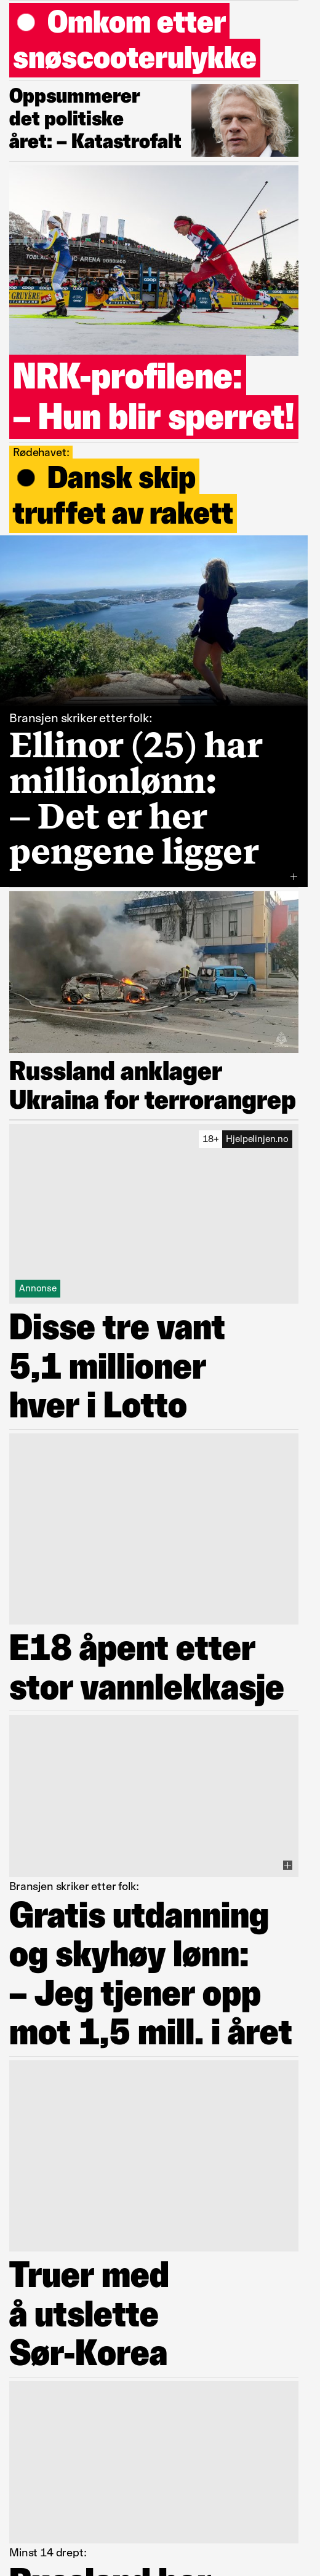 Omkom etter
snøscooterulykke
Oppsummerer
det politiske
året: – Katastrofalt
NRK-profilene:
– Hun blir sperret!
Rødehavet:
Dansk skip
truffet av rakett
Bransjen skriker etter folk:
Ellinor (25) har
millionlønn:
– Det er her
pengene ligger
Russland anklager
Ukraina for terrorangrep
18+ Hjelpelinjen.no
Annonse
Disse tre vant
5,1 millioner
hver i Lotto
E18 åpent etter
stor vannlekkasje
Bransjen skriker etter folk:
Gratis utdanning
og skyhøy lønn:
– Jeg tjener opp
mot 1,5 mill. i året
Truer med
å utslette
Sør-Korea
Minst 14 drept: